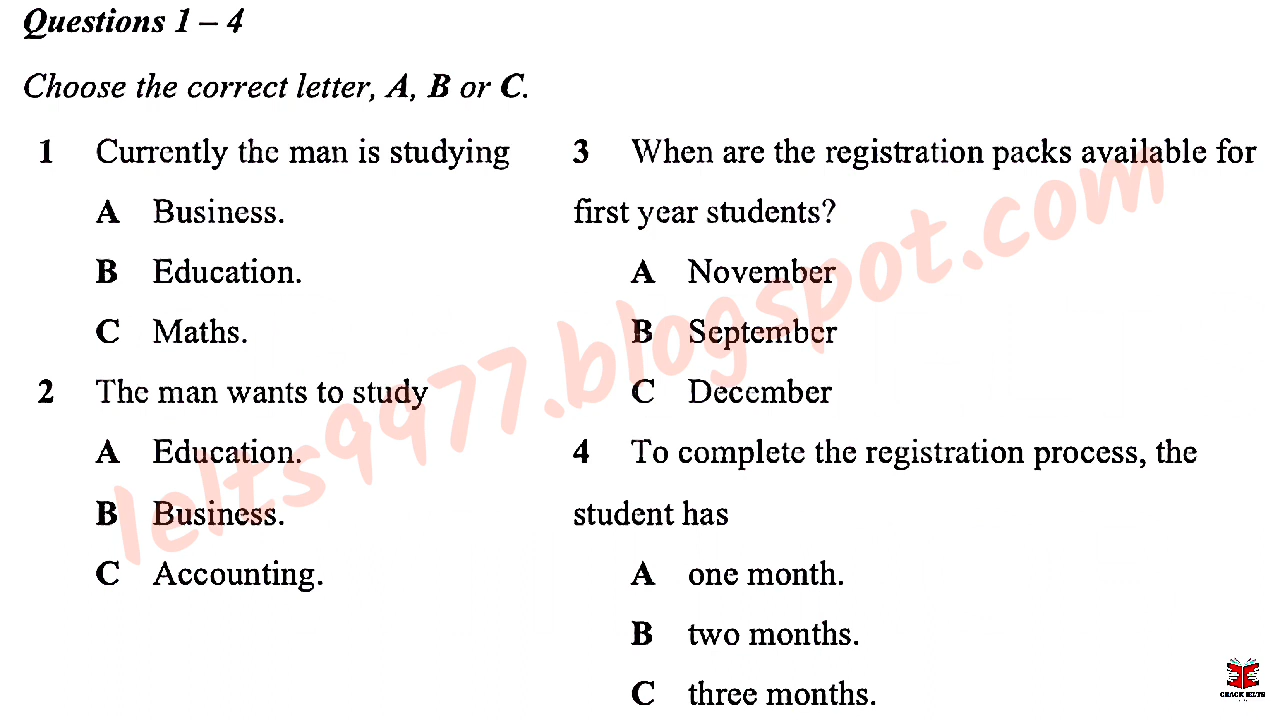 Questions 1 – 4
Choose the correct letter, A, B or C.
1 Currently the man is studying
A Business.
B Education.
C Maths.
2 The man wants to study
A Education.
B Business.
C Accounting.
3 When are the registration packs available for
first year students?
A November
B September
C December
4 To complete the registration process, the
student has
A one month.
B two months.
C three months.
Ielts9977.blogspot.com
CRACK IELTS